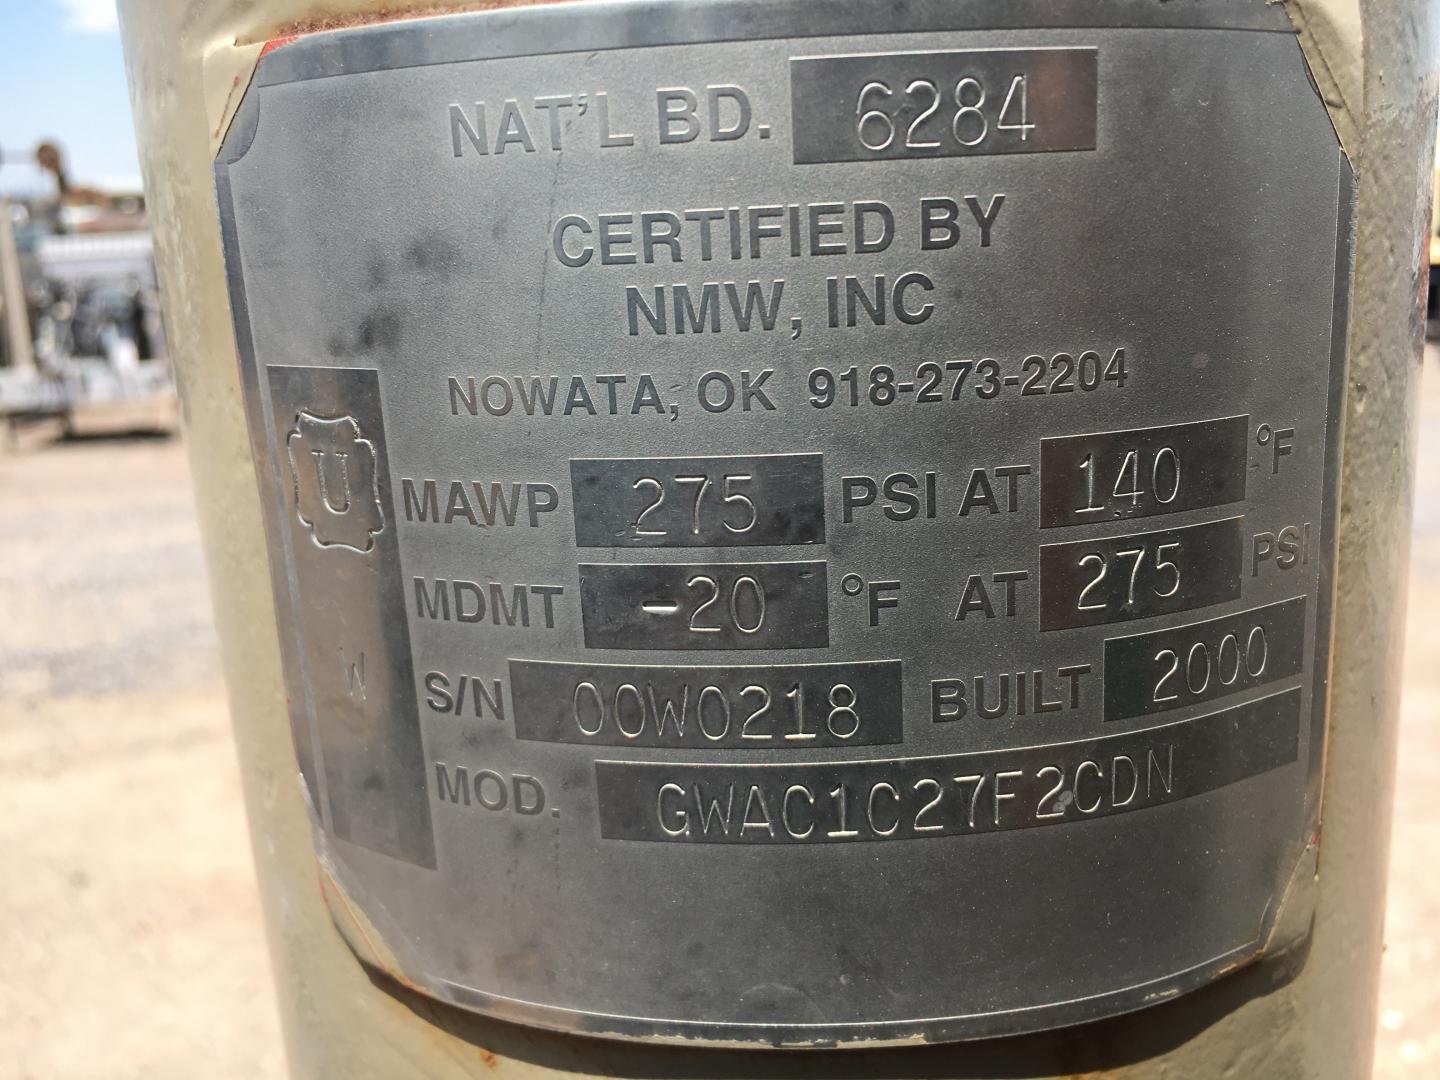 NAT'L BD. 6284
CERTIFIED BY
NMW, INC
NOWATA, OK 918-273-2204
U
MAWP 275 PSI AT 140 °F
MDMT -20 °F AT 275 PSI
W
S/N 00W0218 BUILT 2000
MOD. GWAC1C27F2CDN